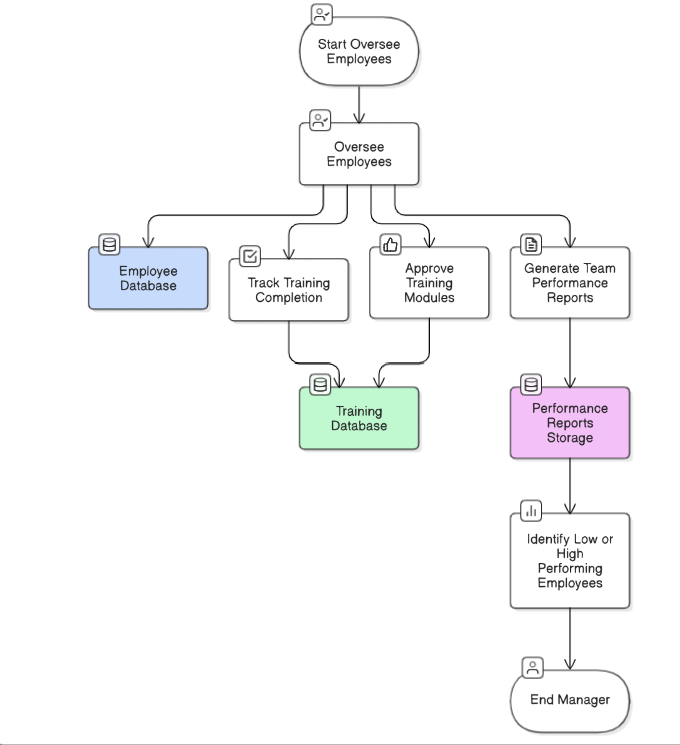 Start Oversee
Employees
Oversee
Employees
Employee
Database
Track Training
Completion
Approve
Training
Modules
Generate Team
Performance
Reports
Training
Database
Performance
Reports
Storage
Identify Low or
High
Performing
Employees
End Manager